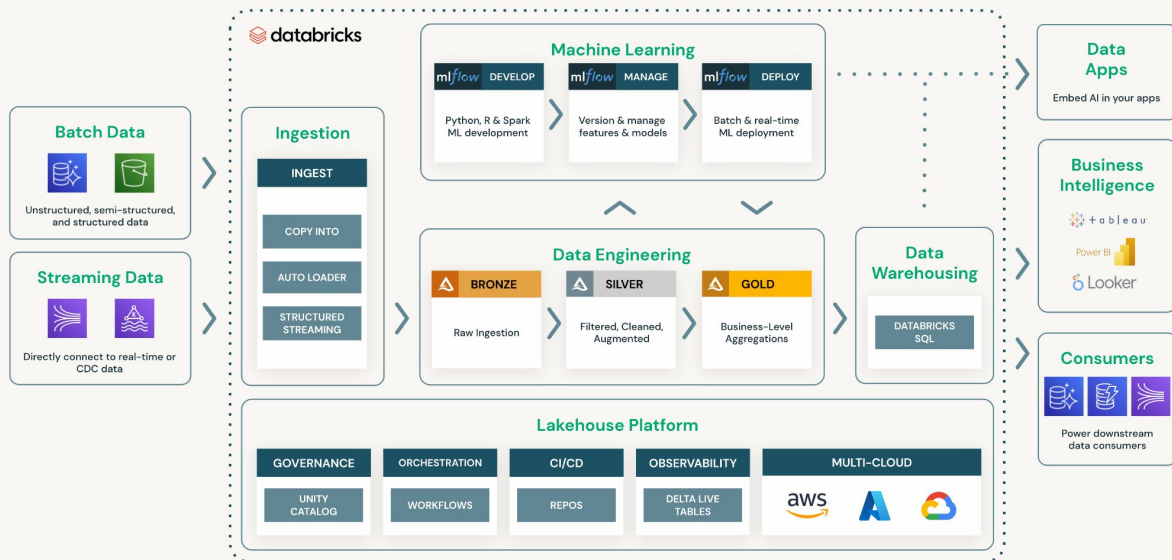 databricks
Batch Data
Unstructured, semi-structured,
and structured data
Streaming Data
Directly connect to real-time or
CDC data
Ingestion
INGEST
COPY INTO
AUTO LOADER
STRUCTURED
STREAMING
Machine Learning
mlflow DEVELOP
Python, R & Spark
ML development
mlflow MANAGE
Version & manage
features & models
mlflow DEPLOY
Batch & real-time
ML deployment
Data Engineering
BRONZE
Raw Ingestion
SILVER
Filtered, Cleaned,
Augmented
GOLD
Business-Level
Aggregations
Data
Warehousing
DATABRICKS
SQL
Lakehouse Platform
GOVERNANCE
UNITY
CATALOG
ORCHESTRATION
WORKFLOWS
CI/CD
REPOS
OBSERVABILITY
DELTA LIVE
TABLES
MULTI-CLOUD
aws
Data
Apps
Embed AI in your apps
Business
Intelligence
+ a b l e a u
Power BI
Looker
Consumers
Power downstream
data consumers